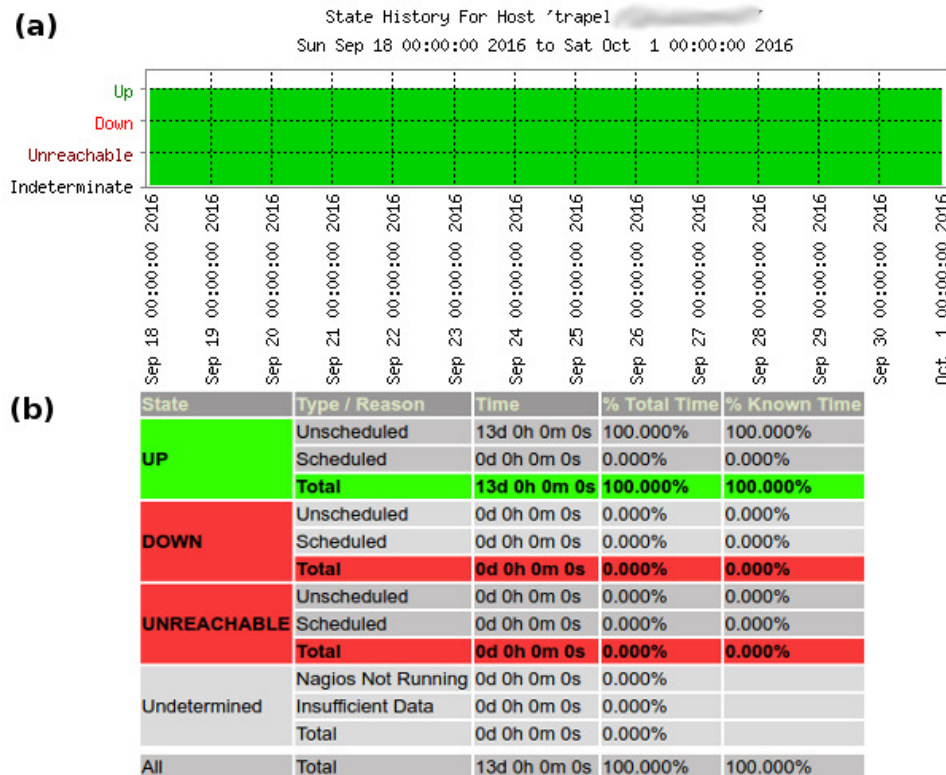 (a)
State History For Host 'trapel
Sun Sep 18 00:00:00 2016 to Sat Oct 1 00:00:00 2016
Up
Down
Unreachable
Indeterminate
Sep 18 00:00:00 2016
Sep 19 00:00:00 2016
Sep 20 00:00:00 2016
Sep 21 00:00:00 2016
Sep 22 00:00:00 2016
Sep 23 00:00:00 2016
Sep 24 00:00:00 2016
Sep 25 00:00:00 2016
Sep 26 00:00:00 2016
Sep 27 00:00:00 2016
Sep 28 00:00:00 2016
Sep 29 00:00:00 2016
Sep 30 00:00:00 2016
Oct 1 00:00:00 2016
(b)
State Type / Reason Time % Total Time % Known Time
UP
Unscheduled 13d 0h 0m 0s 100.000% 100.000%
Scheduled 0d 0h 0m 0s 0.000% 0.000%
Total 13d 0h 0m 0s 100.000% 100.000%
DOWN
Unscheduled 0d 0h 0m 0s 0.000% 0.000%
Scheduled 0d 0h 0m 0s 0.000% 0.000%
Total 0d 0h 0m 0s 0.000% 0.000%
UNREACHABLE
Unscheduled 0d 0h 0m 0s 0.000% 0.000%
Scheduled 0d 0h 0m 0s 0.000% 0.000%
Total 0d 0h 0m 0s 0.000% 0.000%
Undetermined
Nagios Not Running 0d 0h 0m 0s 0.000%
Insufficient Data 0d 0h 0m 0s 0.000%
Total 0d 0h 0m 0s 0.000%
All Total 13d 0h 0m 0s 100.000% 100.000%